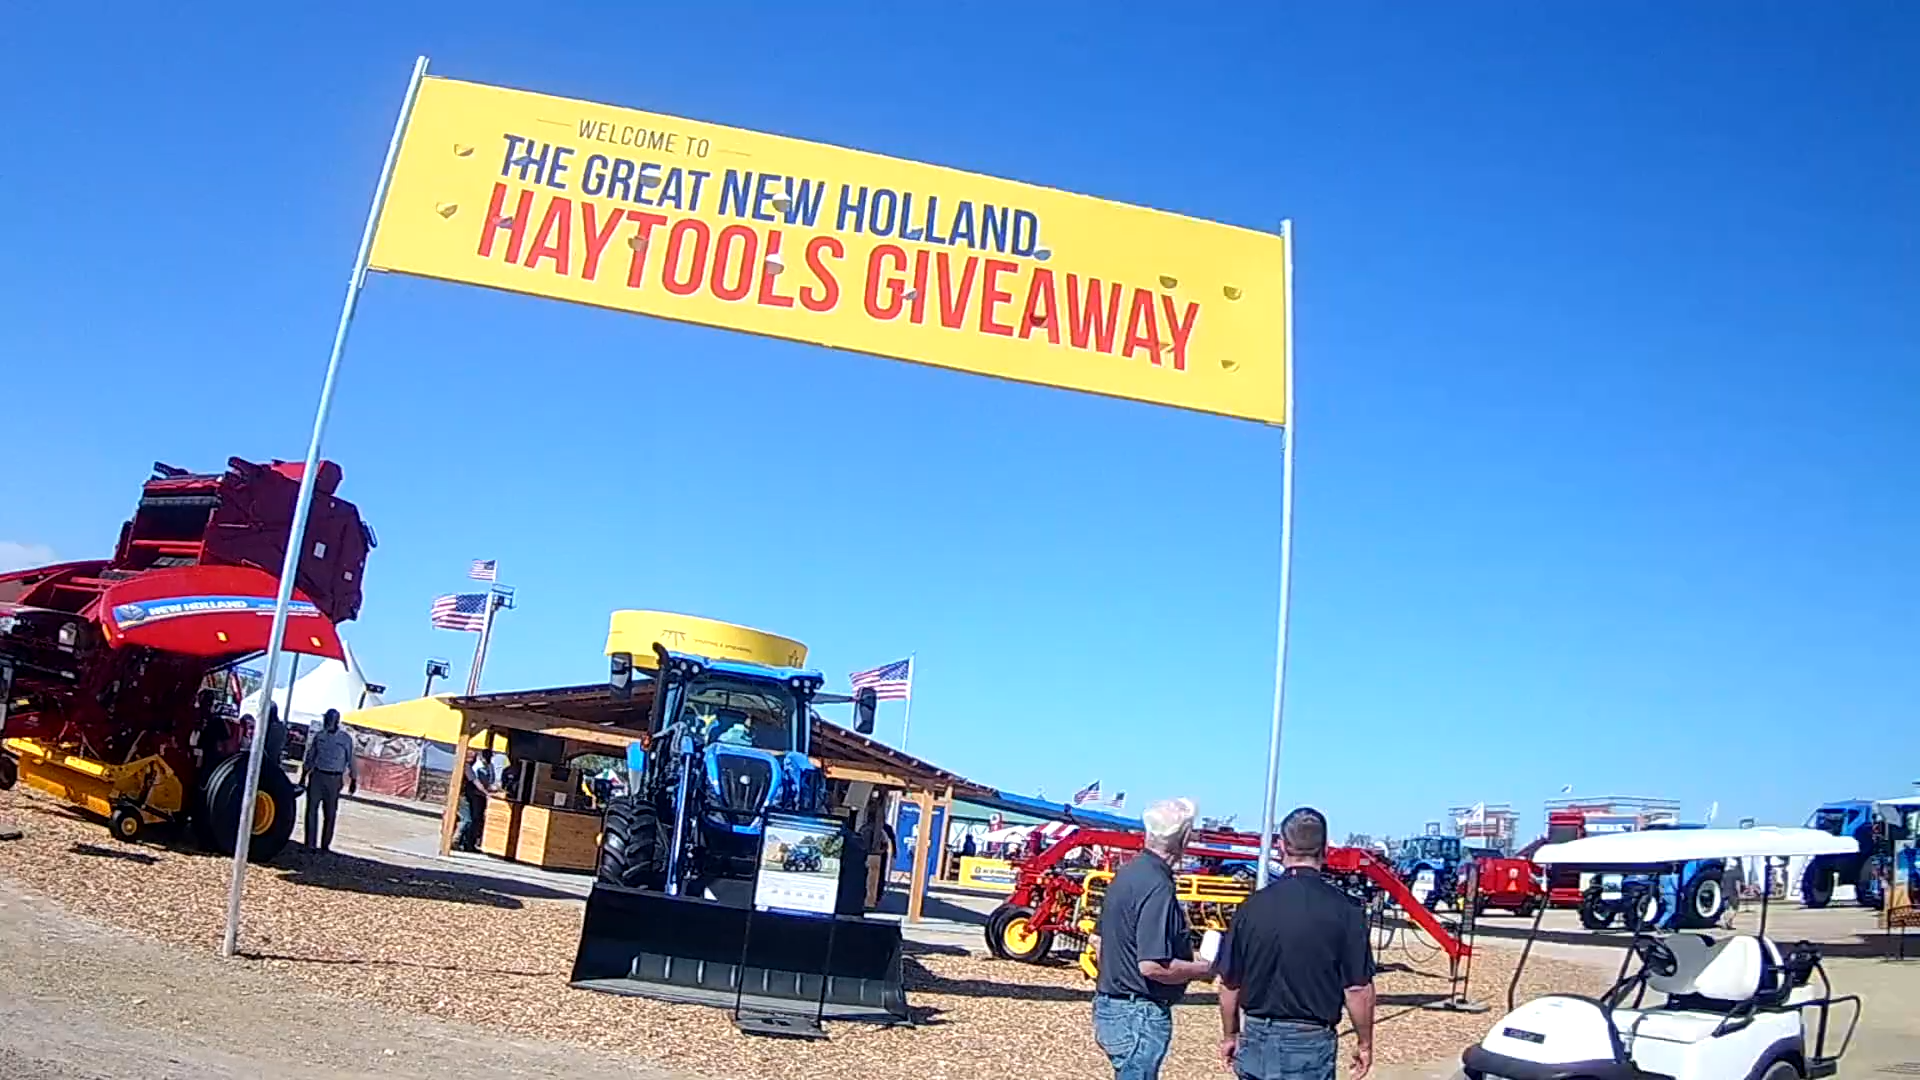 WELCOME TO
THE GREAT NEW HOLLAND
HAYTOOLS GIVEAWAY
NEW HOLLAND